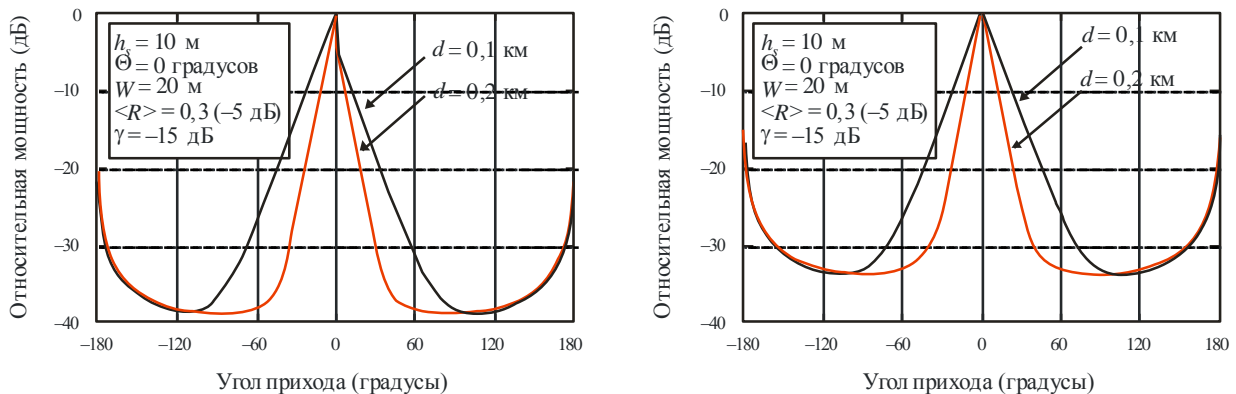 Относительная мощность (дБ)
0
–10
–20
–30
–40
h_s = 10 м
Θ = 0 градусов
W = 20 м
<R> = 0,3 (–5 дБ)
γ = –15 дБ
d = 0,1 км
d = 0,2 км
–180
–120
–60
0
60
120
180
Угол прихода (градусы)
Относительная мощность (дБ)
0
–10
–20
–30
–40
h_s = 10 м
Θ = 0 градусов
W = 20 м
<R> = 0,3 (–5 дБ)
γ = –15 дБ
d = 0,1 км
d = 0,2 км
–180
–120
–60
0
60
120
180
Угол прихода (градусы)